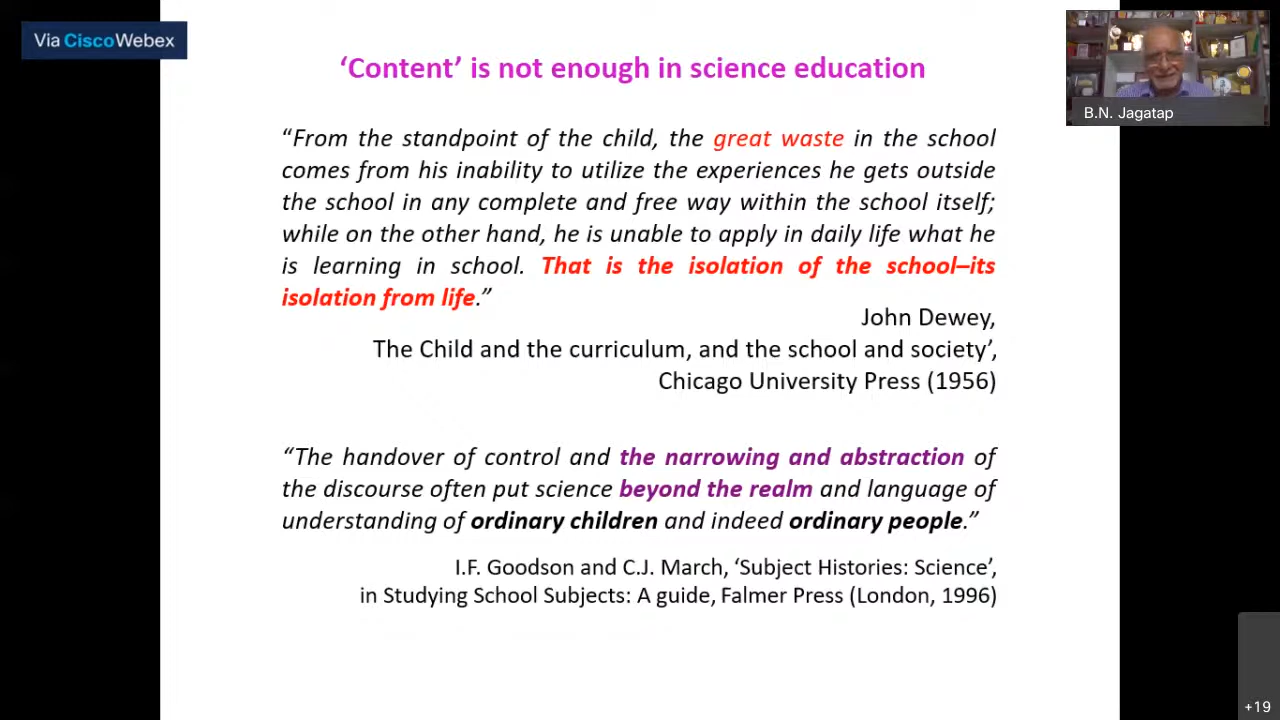 Via CiscoWebex
‘Content’ is not enough in science education
B.N. Jagatap
“From the standpoint of the child, the great waste in the school
comes from his inability to utilize the experiences he gets outside
the school in any complete and free way within the school itself;
while on the other hand, he is unable to apply in daily life what he
is learning in school. That is the isolation of the school–its
isolation from life.”
John Dewey,
The Child and the curriculum, and the school and society’,
Chicago University Press (1956)
“The handover of control and the narrowing and abstraction of
the discourse often put science beyond the realm and language of
understanding of ordinary children and indeed ordinary people.”
I.F. Goodson and C.J. March, ‘Subject Histories: Science’,
in Studying School Subjects: A guide, Falmer Press (London, 1996)
+19